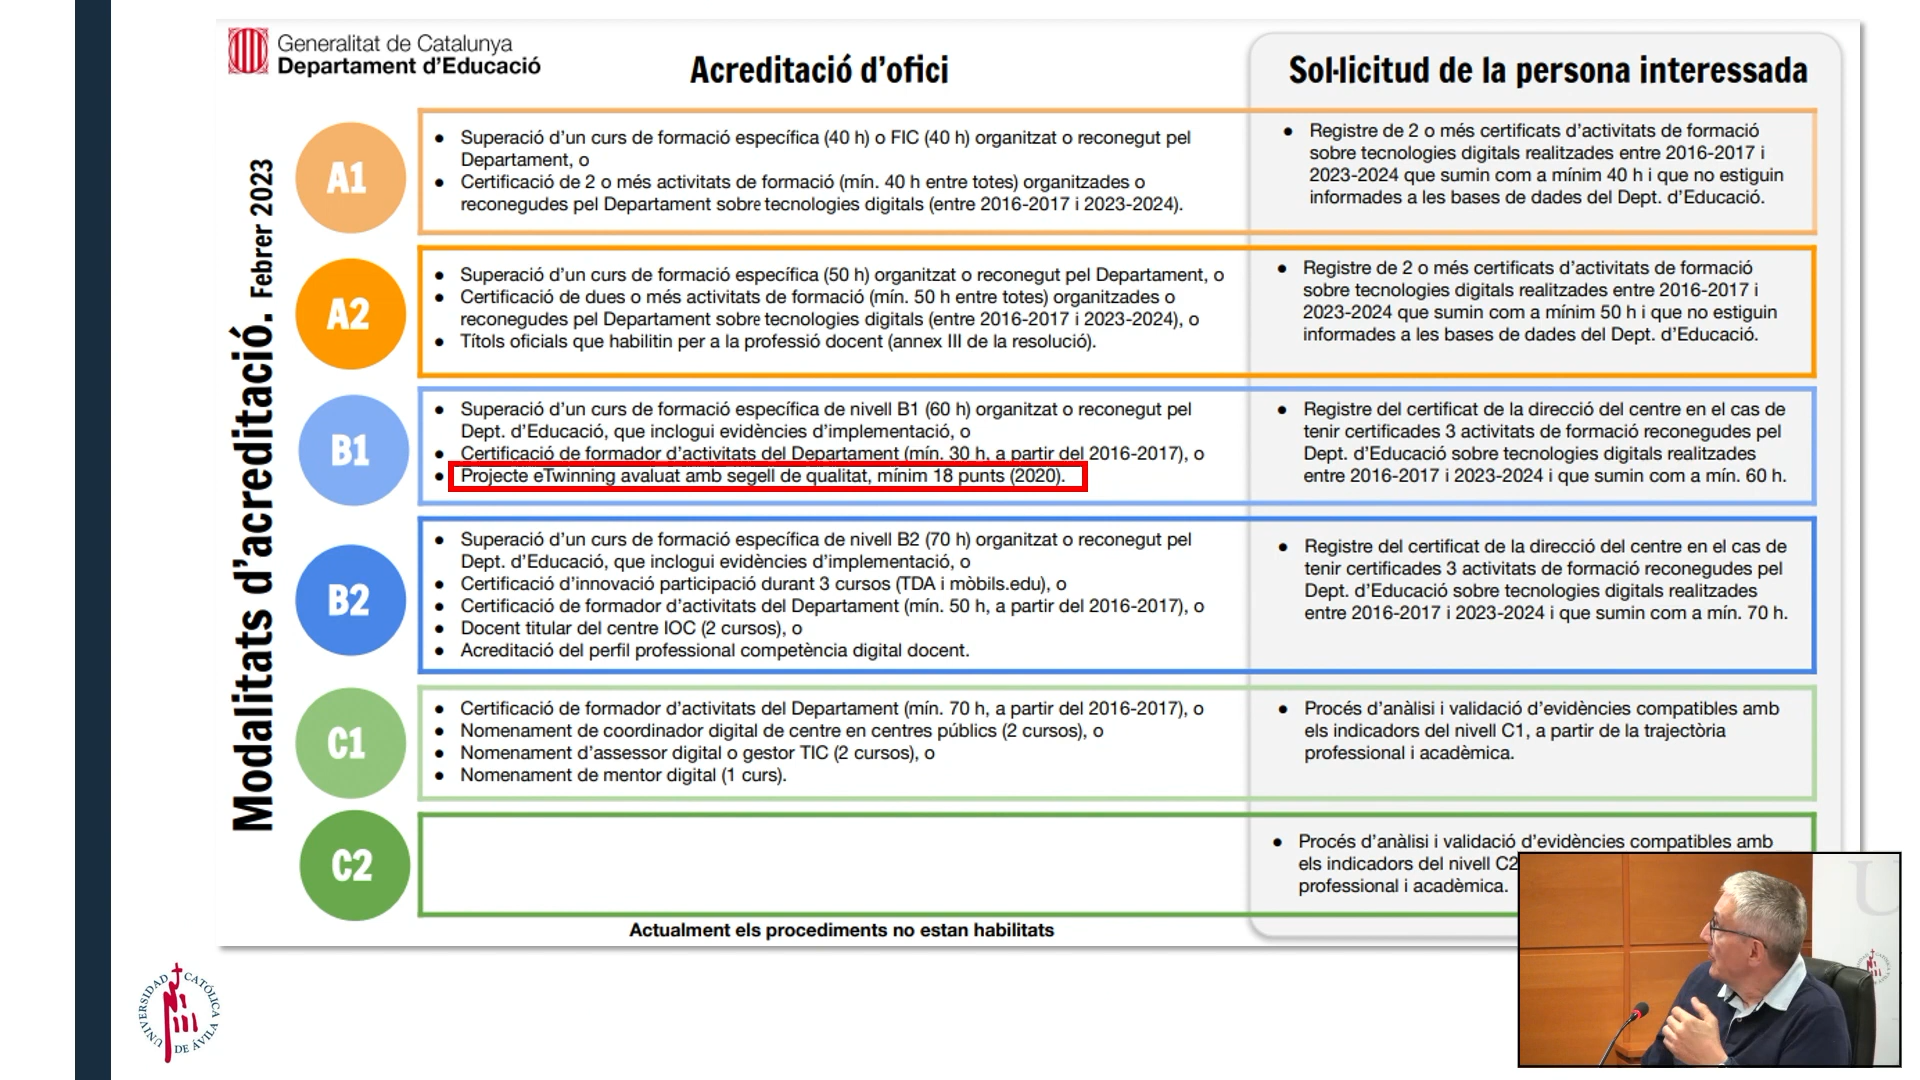 Generalitat de Catalunya
Departament d'Educació
Acreditació d'ofici
Sol·licitud de la persona interessada
Modalitats d'acreditació. Febrer 2023
A1
● Superació d'un curs de formació específica (40 h) o FIC (40 h) organitzat o reconegut pel
Departament, o
● Certificació de 2 o més activitats de formació (mín. 40 h entre totes) organitzades o
reconegudes pel Departament sobre tecnologies digitals (entre 2016-2017 i 2023-2024).
● Registre de 2 o més certificats d'activitats de formació
sobre tecnologies digitals realitzades entre 2016-2017 i
2023-2024 que sumin com a mínim 40 h i que no estiguin
informades a les bases de dades del Dept. d'Educació.
A2
● Superació d'un curs de formació específica (50 h) organitzat o reconegut pel Departament, o
● Certificació de dues o més activitats de formació (mín. 50 h entre totes) organitzades o
reconegudes pel Departament sobre tecnologies digitals (entre 2016-2017 i 2023-2024), o
● Títols oficials que habilitin per a la professió docent (annex III de la resolució).
● Registre de 2 o més certificats d'activitats de formació
sobre tecnologies digitals realitzades entre 2016-2017 i
2023-2024 que sumin com a mínim 50 h i que no estiguin
informades a les bases de dades del Dept. d'Educació.
B1
● Superació d'un curs de formació específica de nivell B1 (60 h) organitzat o reconegut pel
Dept. d'Educació, que inclogui evidències d'implementació, o
● Certificació de formador d'activitats del Departament (mín. 30 h, a partir del 2016-2017), o
● Projecte eTwinning avaluat amb segell de qualitat, mínim 18 punts (2020).
● Registre del certificat de la direcció del centre en el cas de
tenir certificades 3 activitats de formació reconegudes pel
Dept. d'Educació sobre tecnologies digitals realitzades
entre 2016-2017 i 2023-2024 i que sumin com a mín. 60 h.
B2
● Superació d'un curs de formació específica de nivell B2 (70 h) organitzat o reconegut pel
Dept. d'Educació, que inclogui evidències d'implementació, o
● Certificació d'innovació participació durant 3 cursos (TDA i mòbils.edu), o
● Certificació de formador d'activitats del Departament (mín. 50 h, a partir del 2016-2017), o
● Docent titular del centre IOC (2 cursos), o
● Acreditació del perfil professional competència digital docent.
● Registre del certificat de la direcció del centre en el cas de
tenir certificades 3 activitats de formació reconegudes pel
Dept. d'Educació sobre tecnologies digitals realitzades
entre 2016-2017 i 2023-2024 i que sumin com a mín. 70 h.
C1
● Certificació de formador d'activitats del Departament (mín. 70 h, a partir del 2016-2017), o
● Nomenament de coordinador digital de centre en centres públics (2 cursos), o
● Nomenament d'assessor digital o gestor TIC (2 cursos), o
● Nomenament de mentor digital (1 curs).
● Procés d'anàlisi i validació d'evidències compatibles amb
els indicadors del nivell C1, a partir de la trajectòria
professional i acadèmica.
C2
● Procés d'anàlisi i validació d'evidències compatibles amb
els indicadors del nivell C2
professional i acadèmica.
Actualment els procediments no estan habilitats
UNIVERSIDAD CATÓLICA DE ÁVILA
U